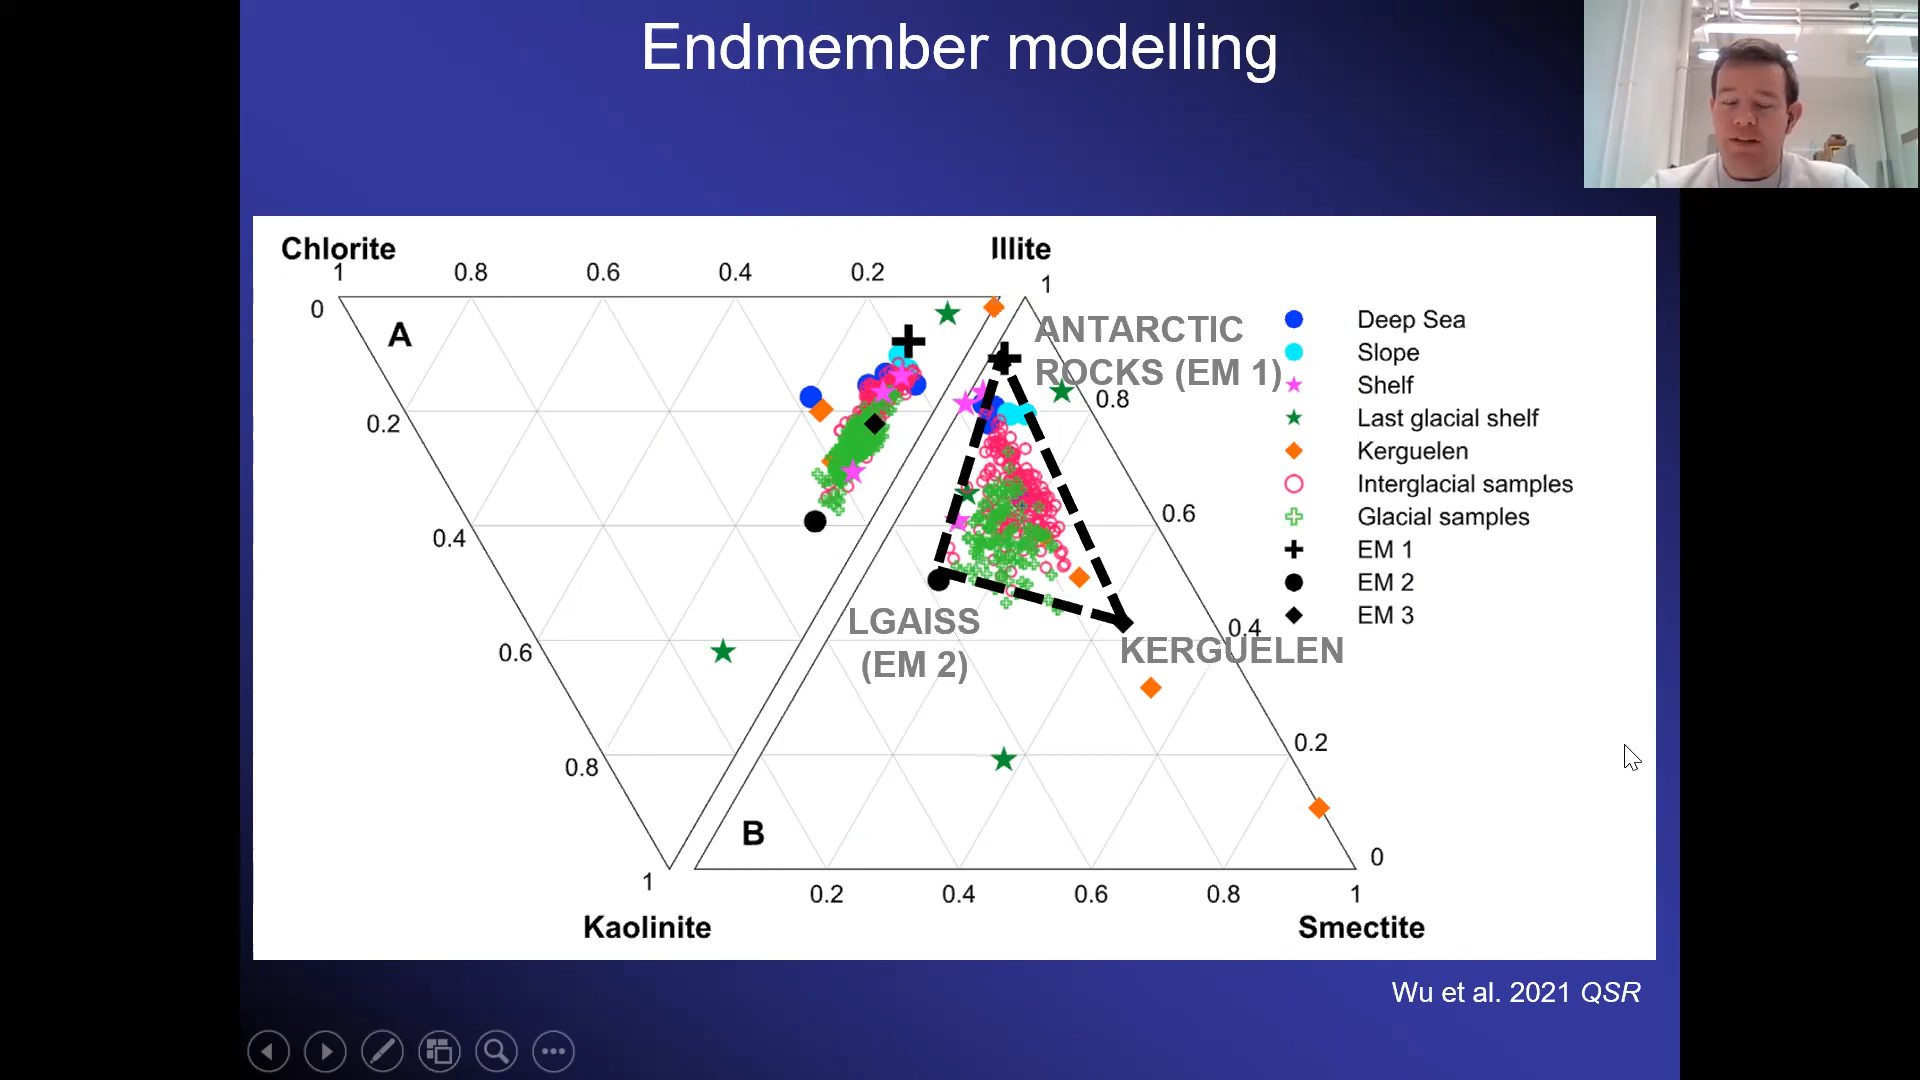 Endmember modelling
Chlorite
Illite
1
0.8
0.6
0.4
0.2
1
0
A
ANTARCTIC
ROCKS (EM 1)
0.2
0.8
0.4
0.6
0.6
0.4
LGAISS
(EM 2)
KERGUELEN
0.8
0.2
B
1
0
0.2
0.4
0.6
0.8
1
Kaolinite
Smectite
Deep Sea
Slope
Shelf
Last glacial shelf
Kerguelen
Interglacial samples
Glacial samples
EM 1
EM 2
EM 3
Wu et al. 2021 QSR